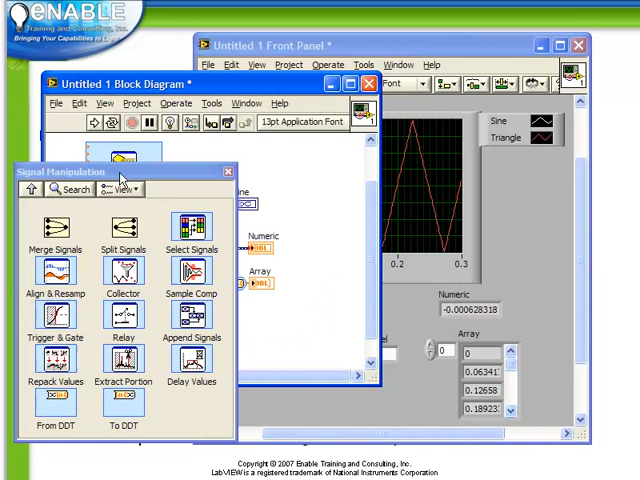 ENABLE
Training and Consulting, Inc.
Bringing Your Capabilities to Light
Untitled 1 Front Panel *
File Edit View Project Operate Tools Window Help
Font
Untitled 1 Block Diagram *
File Edit View Project Operate Tools Window Help
13pt Application Font
Sine
Triangle
0.2 0.3
Signal Manipulation
Search View
Merge Signals Split Signals Select Signals
Align & Resamp Collector Sample Comp
Trigger & Gate Relay Append Signals
Repack Values Extract Portion Delay Values
From DDT To DDT
Numeric
DBL
Array
DBL
Numeric
-0.000628318
Array
0
0
0.06341
0.12658
0.18923
Copyright © 2007 Enable Training and Consulting, Inc.
LabVIEW is a registered trademark of National Instruments Corporation